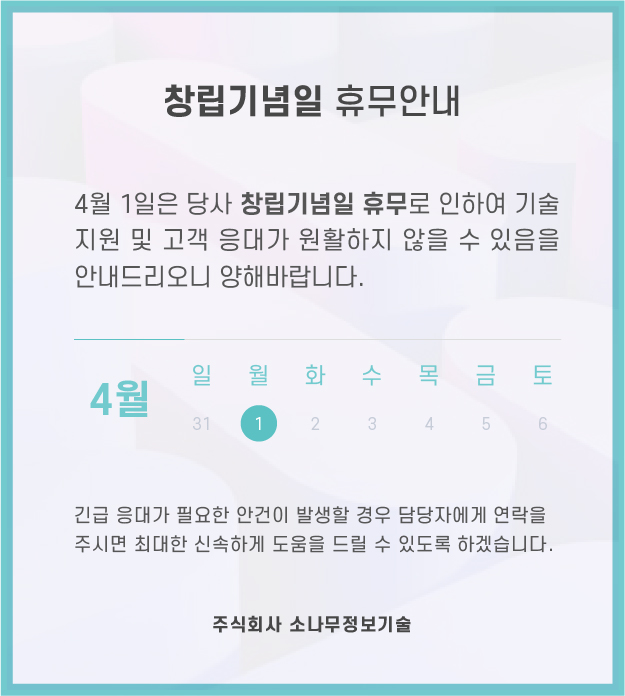 창립기념일 휴무안내
4월 1일은 당사 창립기념일 휴무로 인하여 기술
지원 및 고객 응대가 원활하지 않을 수 있음을
안내드리오니 양해바랍니다.
일 월 화 수 목 금 토
4월
31 1 2 3 4 5 6
긴급 응대가 필요한 안건이 발생할 경우 담당자에게 연락을
주시면 최대한 신속하게 도움을 드릴 수 있도록 하겠습니다.
주식회사 소나무정보기술